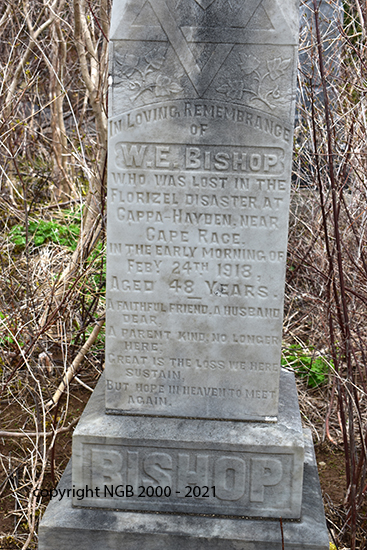 In Loving Remembrance
OF
W.E. BISHOP
WHO WAS LOST IN THE
FLORIZEL DISASTER AT
CAPPA-HAYDEN, NEAR
CAPE RACE.
IN THE EARLY MORNING OF
FEBY 24TH 1918,
AGED 48 YEARS.
A FAITHFUL FRIEND, A HUSBAND
DEAR,
A PARENT KIND, NO LONGER
HERE;
GREAT IS THE LOSS WE HERE
SUSTAIN
BUT HOPE IN HEAVEN TO MEET
AGAIN.
BISHOP
Copyright NGB 2000 - 2021